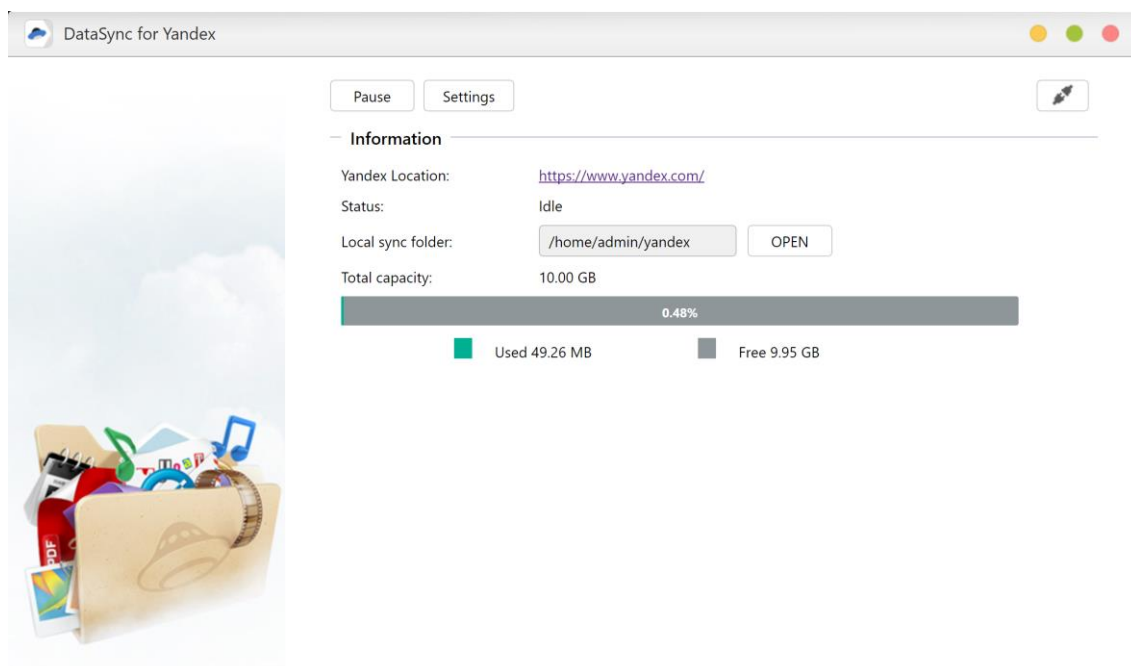 DataSync for Yandex
Pause Settings
Information
Yandex Location: https://www.yandex.com/
Status: Idle
Local sync folder: /home/admin/yandex OPEN
Total capacity: 10.00 GB
0.48%
Used 49.26 MB Free 9.95 GB
PDF